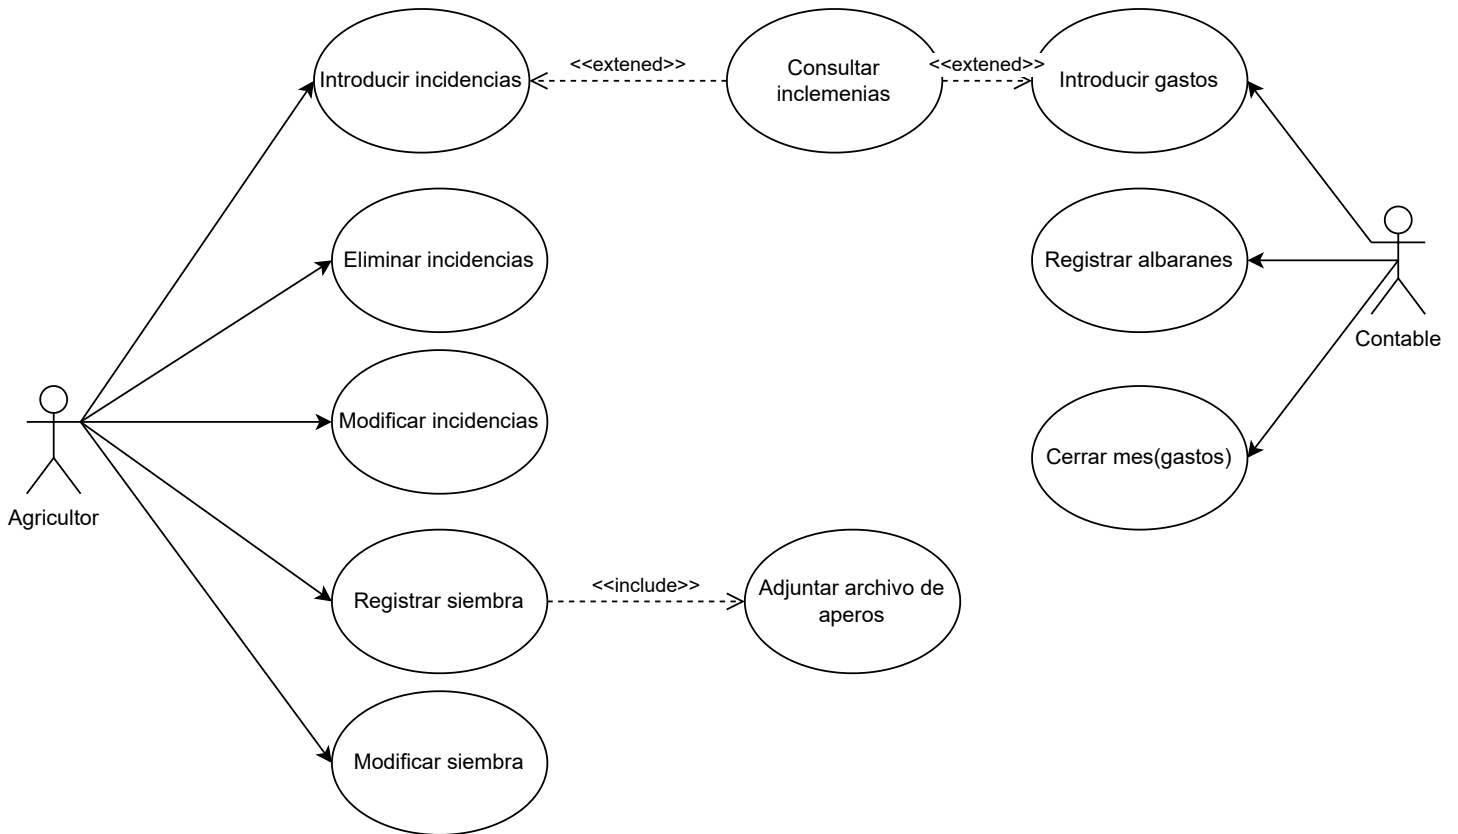 Introducir incidencias
<<extened>>
Consultar
inclemenias
<<extened>>
Introducir gastos
Eliminar incidencias
Registrar albaranes
Contable
Modificar incidencias
Cerrar mes(gastos)
Agricultor
Registrar siembra
<<include>>
Adjuntar archivo de
aperos
Modificar siembra